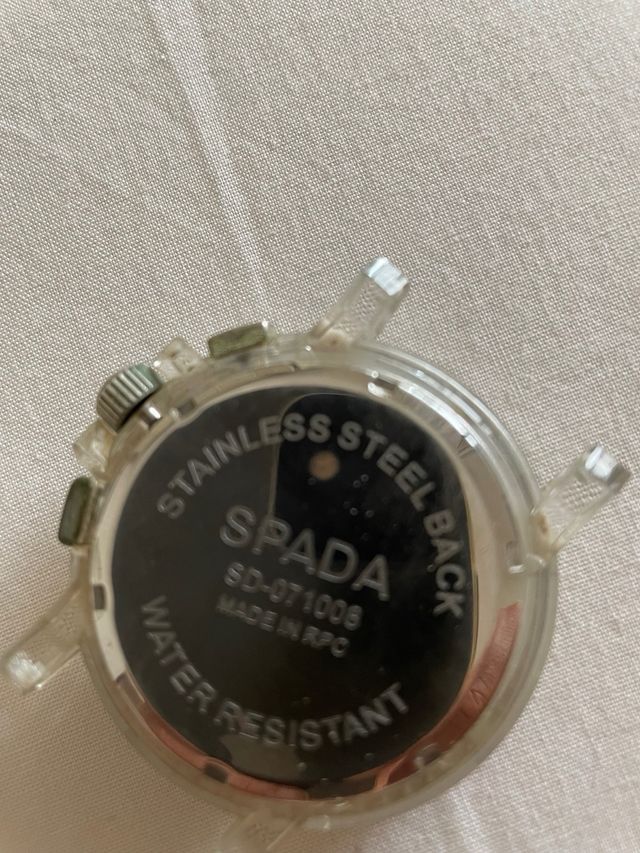 STAINLESS STEEL BACK
SPADA
SD-071008
MADE IN RPC
WATER RESISTANT